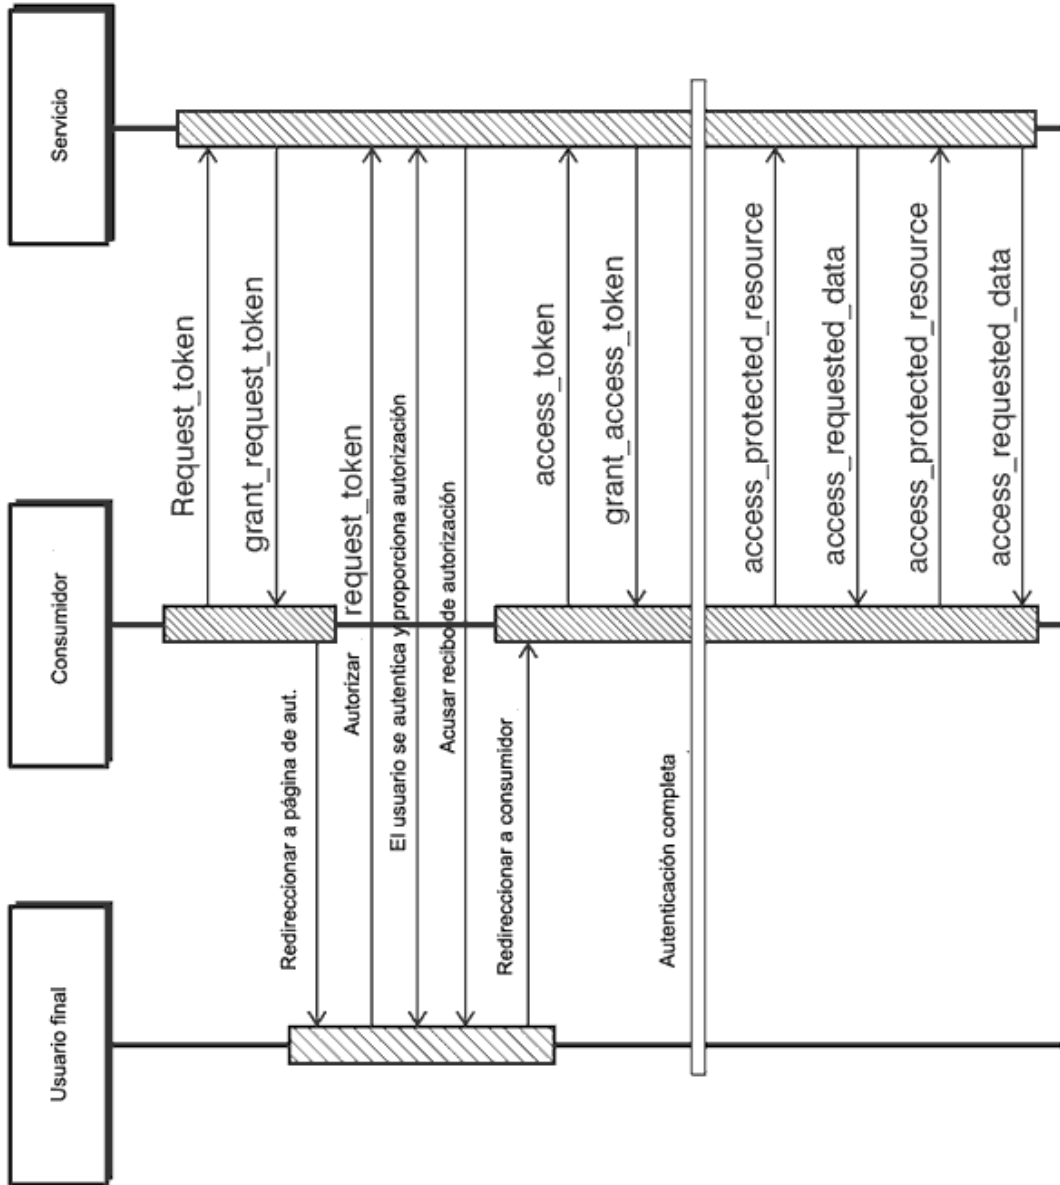 Usuario final
Consumidor
Servicio
Request_token
grant_request_token
Redireccionar a página de aut.
Autorizar request_token
El usuario se autentica y proporciona autorización
Acusar recibo de autorización
Redireccionar a consumidor
access_token
grant_access_token
Autenticación completa
access_protected_resource
access_requested_data
access_protected_resource
access_requested_data